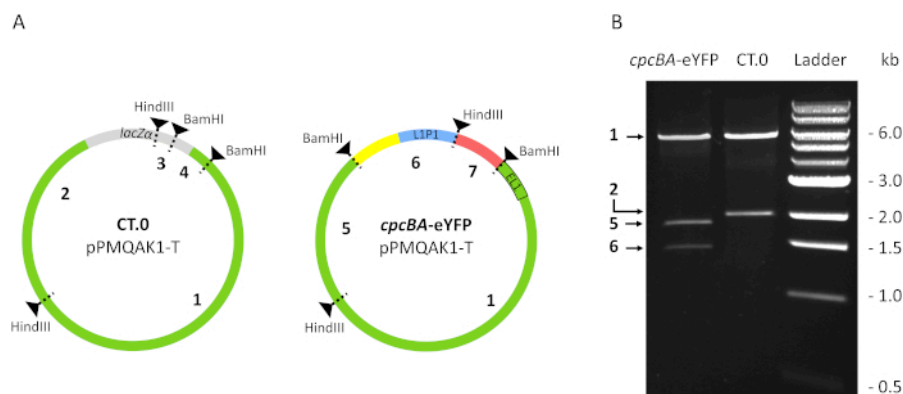 A
B
cpcBA-eYFP CT.0 Ladder kb
HindIII
BamHI
lacZα
BamHI
3
4
2
CT.0
pPMQAK1-T
1
HindIII
HindIII
BamHI
L1P1
BamHI
6
7
EL1
5
cpcBA-eYFP
pPMQAK1-T
1
HindIII
1
2
5
6
- 6.0
- 3.0
- 2.0
- 1.5
- 1.0
- 0.5